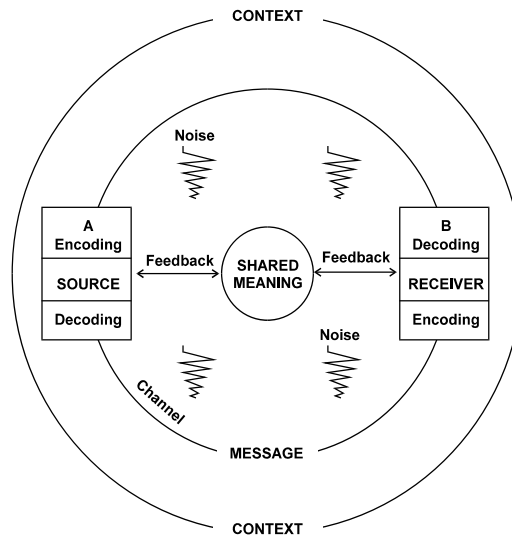 CONTEXT
Noise
A
Encoding
SOURCE
Decoding
Feedback
SHARED
MEANING
Feedback
B
Decoding
RECEIVER
Encoding
Noise
Channel
MESSAGE
CONTEXT